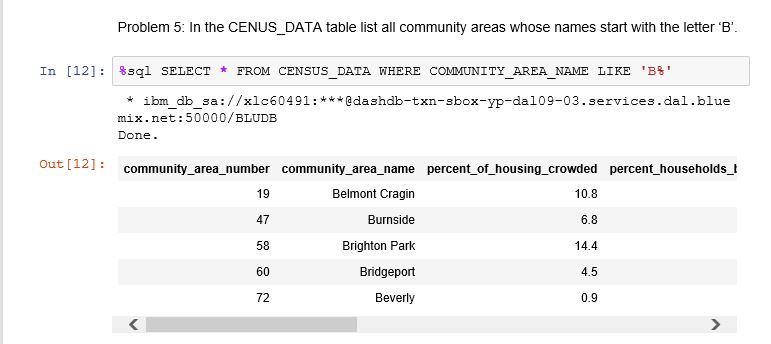 Problem 5: In the CENUS_DATA table list all community areas whose names start with the letter ‘B’.
In [12]: %sql SELECT * FROM CENSUS_DATA WHERE COMMUNITY_AREA_NAME LIKE 'B%'
* ibm_db_sa://xlc60491:***@dashdb-txn-sbox-yp-dal09-03.services.dal.blue
mix.net:50000/BLUDB
Done.
Out[12]: community_area_number community_area_name percent_of_housing_crowded percent_households_b
19 Belmont Cragin 10.8
47 Burnside 6.8
58 Brighton Park 14.4
60 Bridgeport 4.5
72 Beverly 0.9